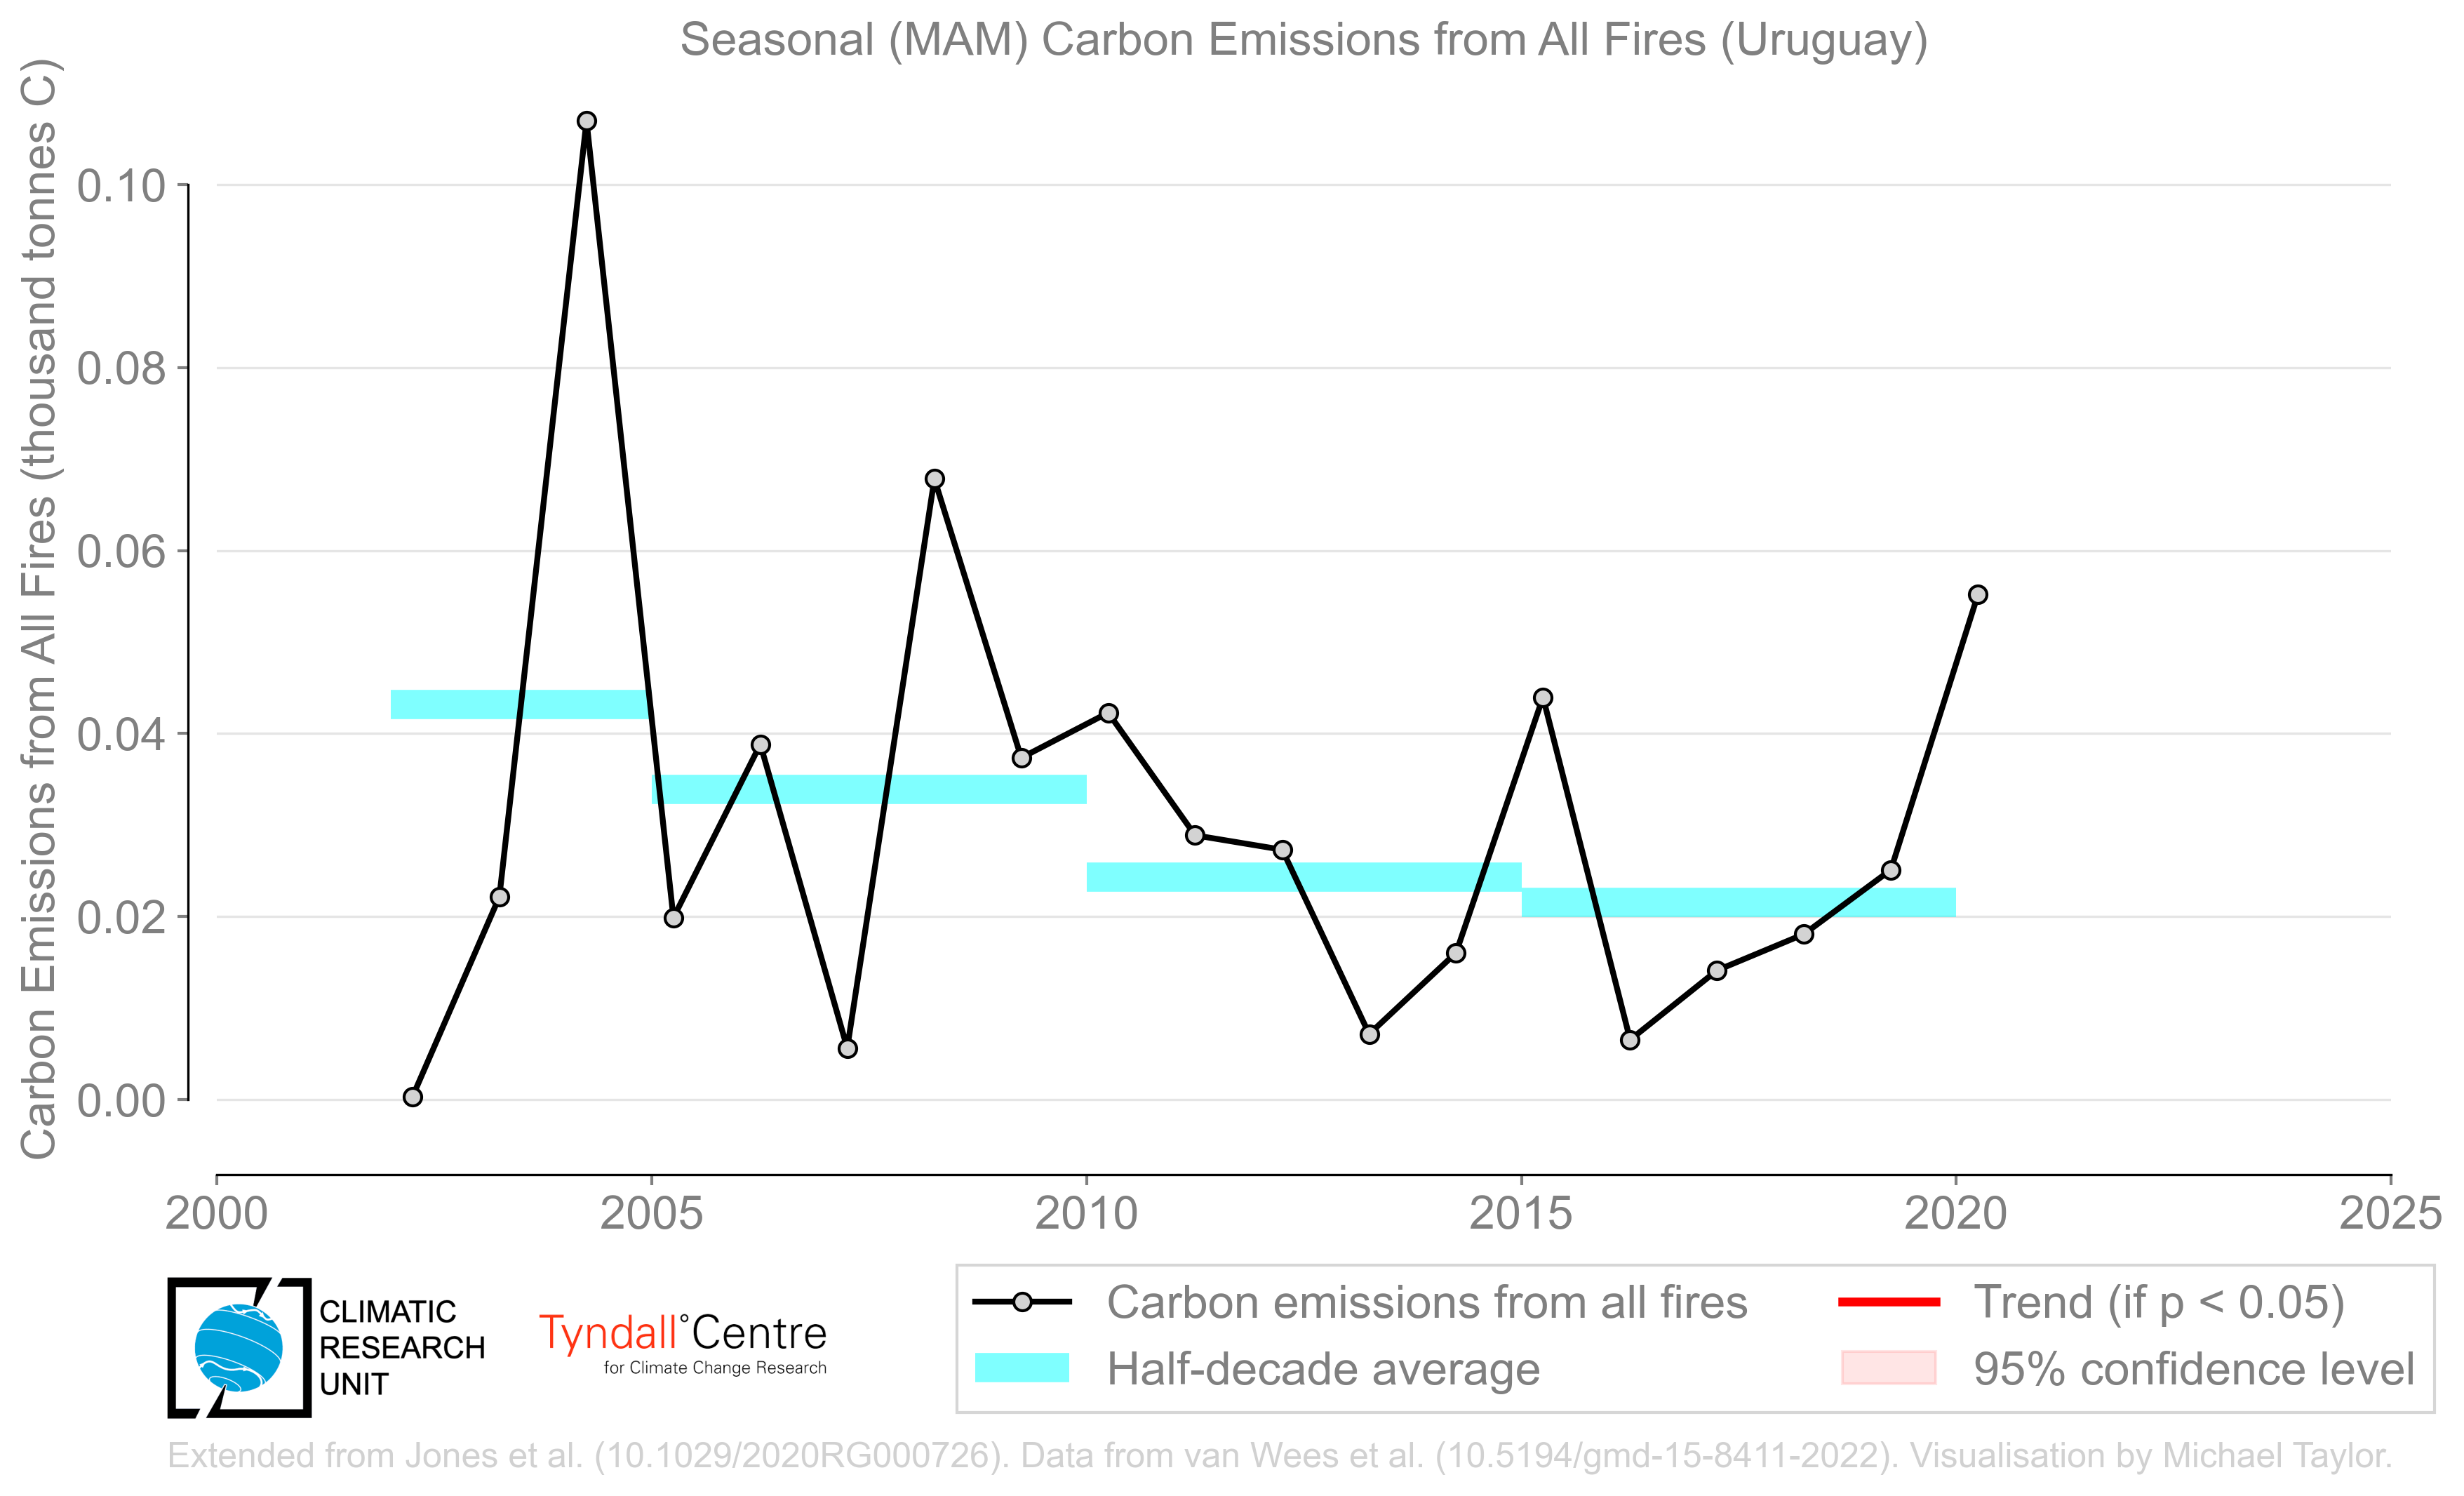 Seasonal (MAM) Carbon Emissions from All Fires (Uruguay)
Carbon Emissions from All Fires (thousand tonnes C)
0.10
0.08
0.06
0.04
0.02
0.00
2000 2005 2010 2015 2020 2025
CLIMATIC
RESEARCH
UNIT
Tyndall°Centre
for Climate Change Research
Carbon emissions from all fires
Half-decade average
Trend (if p < 0.05)
95% confidence level
Extended from Jones et al. (10.1029/2020RG000726). Data from van Wees et al. (10.5194/gmd-15-8411-2022). Visualisation by Michael Taylor.